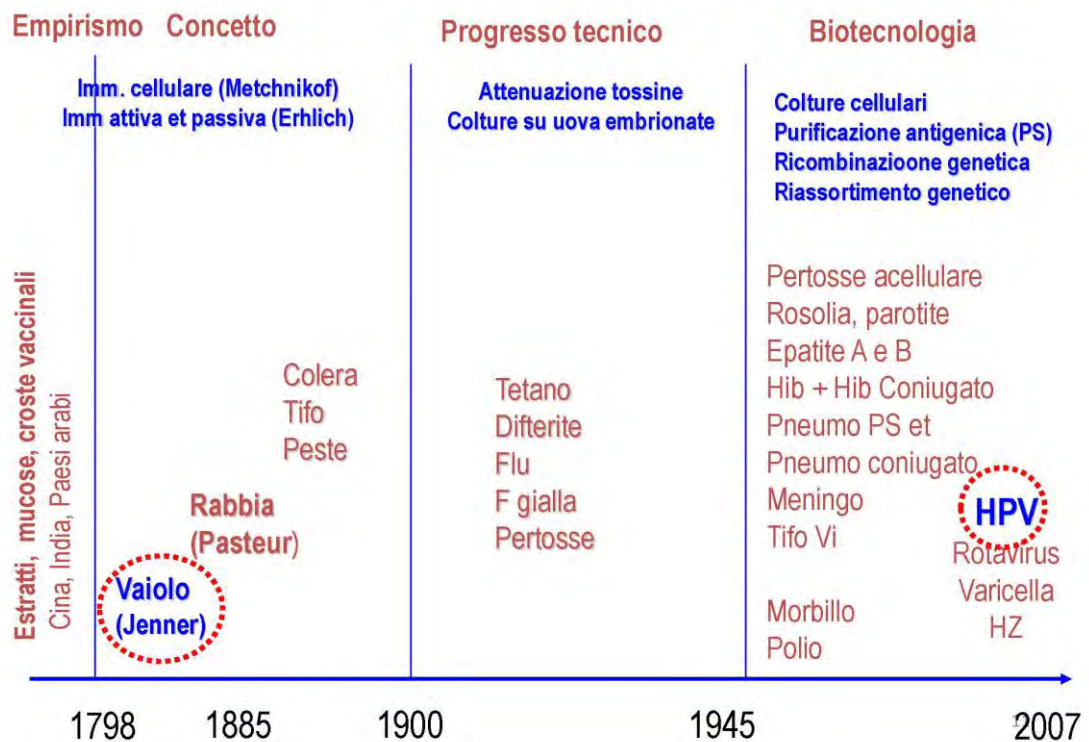 Empirismo Concetto
Progresso tecnico
Biotecnologia
Imm. cellulare (Metchnikof)
Imm attiva et passiva (Erhlich)
Attenuazione tossine
Colture su uova embrionate
Colture cellulari
Purificazione antigenica (PS)
Ricombinazioone genetica
Riassortimento genetico
Estratti, mucose, croste vaccinali
Cina, India, Paesi arabi
Vaiolo
(Jenner)
Rabbia
(Pasteur)
Colera
Tifo
Peste
Tetano
Difterite
Flu
F gialla
Pertosse
Pertosse acellulare
Rosolia, parotite
Epatite A e B
Hib + Hib Coniugato
Pneumo PS et
Pneumo coniugato
Meningo
Tifo Vi
Morbillo
Polio
HPV
Rotavirus
Varicella
HZ
1798
1885
1900
1945
2007